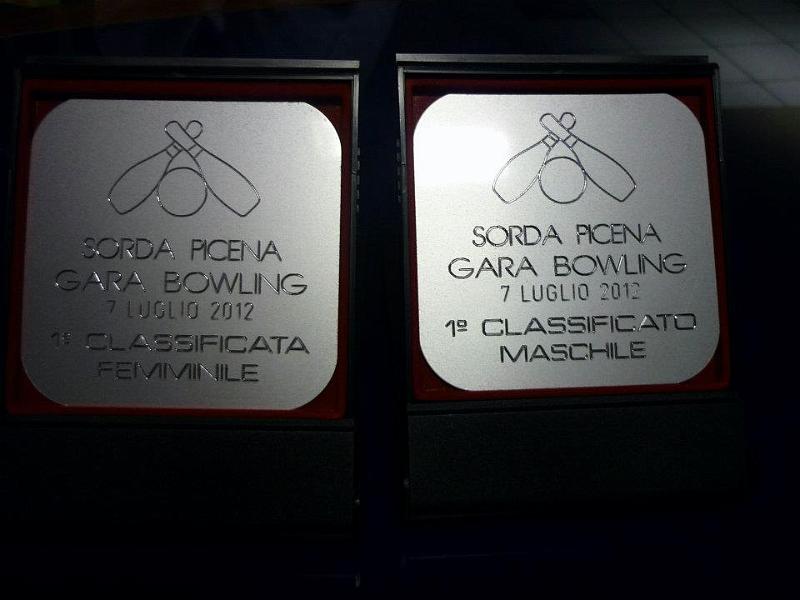 SORDA PICENA
GARA BOWLING
7 LUGLIO 2012
1ª CLASSIFICATA
FEMMINILE
SORDA PICENA
GARA BOWLING
7 LUGLIO 2012
1º CLASSIFICATO
MASCHILE